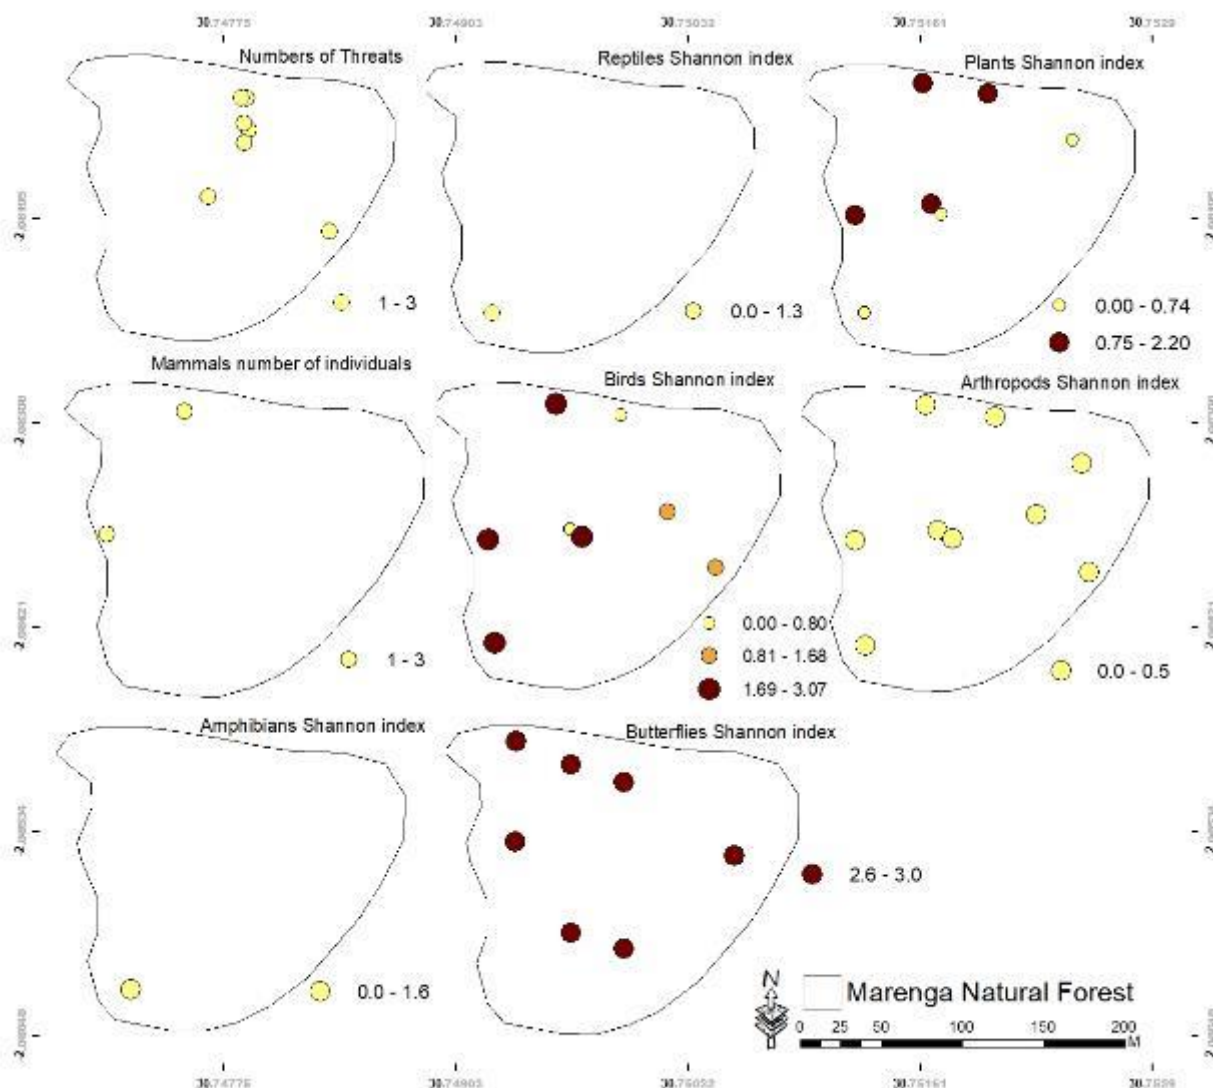 30.74775 30.74903 30.75032 30.75161 30.7529
Numbers of Threats
Reptiles Shannon index
Plants Shannon index
1 - 3
0.0 - 1.3
0.00 - 0.74
0.75 - 2.20
Mammals number of individuals
Birds Shannon index
Arthropods Shannon index
1 - 3
0.00 - 0.80
0.81 - 1.68
1.69 - 3.07
0.0 - 0.5
Amphibians Shannon index
Butterflies Shannon index
0.0 - 1.6
2.6 - 3.0
N
Marenga Natural Forest
0 25 50 100 150 200
M
30.74775 30.74903 30.75032 30.75161 30.7529